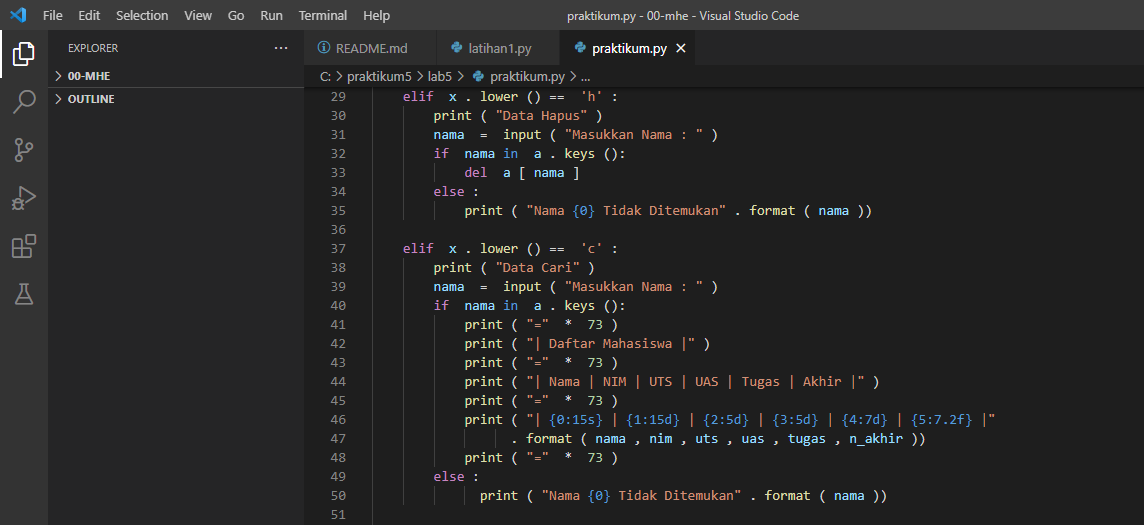 File Edit Selection View Go Run Terminal Help praktikum.py - 00-mhe - Visual Studio Code
EXPLORER ··· README.md latihan1.py praktikum.py ×
> 00-MHE C: > praktikum5 > lab5 > praktikum.py > ...
> OUTLINE
29 elif x . lower () == 'h' :
30 print ( "Data Hapus" )
31 nama = input ( "Masukkan Nama : " )
32 if nama in a . keys ():
33 del a [ nama ]
34 else :
35 print ( "Nama {0} Tidak Ditemukan" . format ( nama ))
36
37 elif x . lower () == 'c' :
38 print ( "Data Cari" )
39 nama = input ( "Masukkan Nama : " )
40 if nama in a . keys ():
41 print ( "=" * 73 )
42 print ( "| Daftar Mahasiswa |" )
43 print ( "=" * 73 )
44 print ( "| Nama | NIM | UTS | UAS | Tugas | Akhir |" )
45 print ( "=" * 73 )
46 print ( "| {0:15s} | {1:15d} | {2:5d} | {3:5d} | {4:7d} | {5:7.2f} |"
47 . format ( nama , nim , uts , uas , tugas , n_akhir ))
48 print ( "=" * 73 )
49 else :
50 print ( "Nama {0} Tidak Ditemukan" . format ( nama ))
51